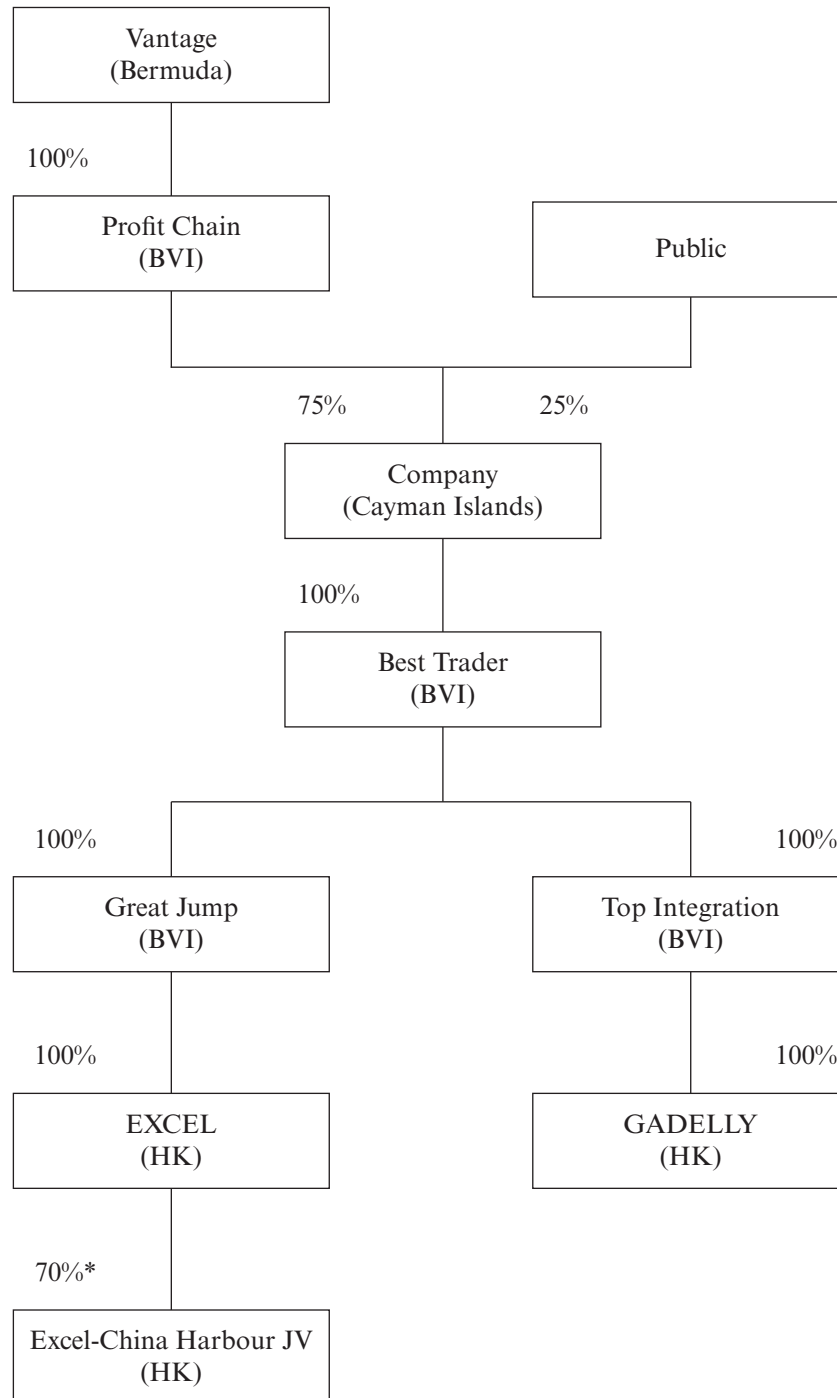 Vantage
(Bermuda)
100%
Profit Chain
(BVI)
Public
75%
25%
Company
(Cayman Islands)
100%
Best Trader
(BVI)
100%
100%
Great Jump
(BVI)
Top Integration
(BVI)
100%
100%
EXCEL
(HK)
GADELLY
(HK)
70%*
Excel-China Harbour JV
(HK)